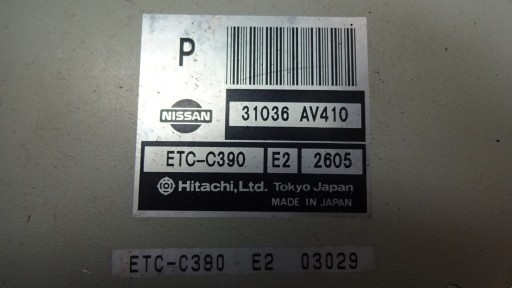 P
NISSAN
31036 AV410
ETC-C390 E2 2605
Hitachi, Ltd. Tokyo Japan
MADE IN JAPAN
ETC-C390 E2 03029